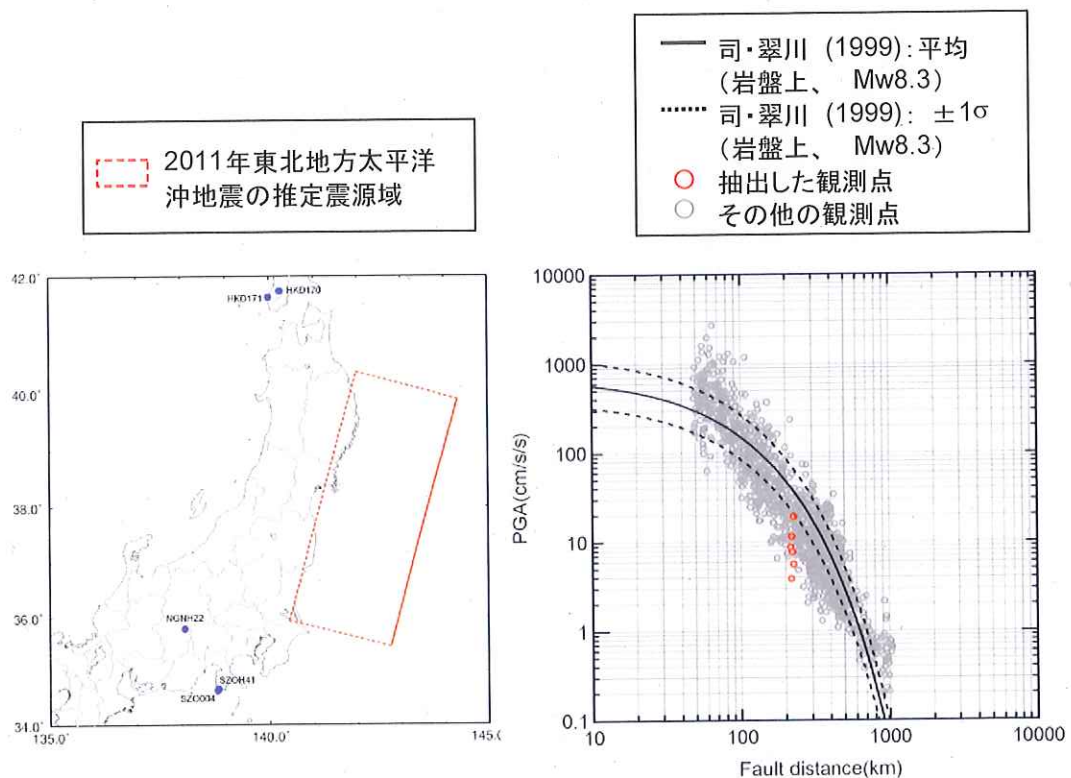 司・翠川 (1999): 平均
(岩盤上、 Mw8.3)
司・翠川 (1999): ±1σ
(岩盤上、 Mw8.3)
抽出した観測点
その他の観測点
2011年東北地方太平洋
沖地震の推定震源域
42.0°
40.0°
38.0°
36.0°
34.0°
135.0°
140.0°
145.0°
HKD171
HKD170
NGNH22
SZOH41
SZO004
PGA(cm/s/s)
10000
1000
100
10
1
0.1
10
100
1000
10000
Fault distance(km)